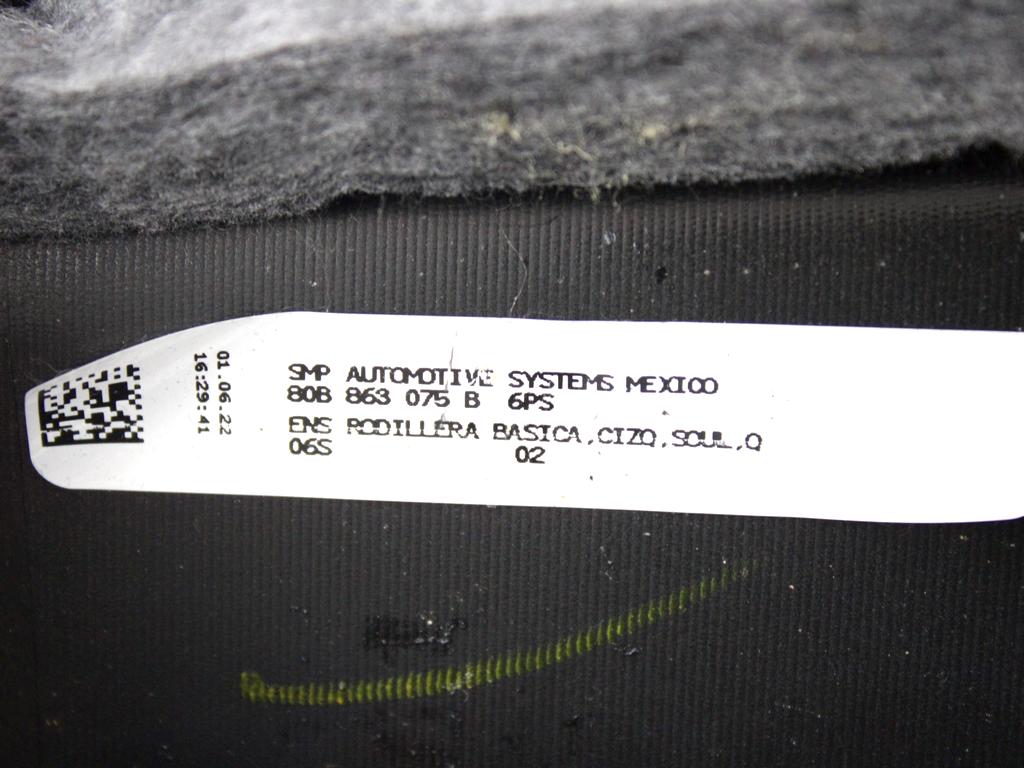 01.06.22
16:29:41
SMP AUTOMOTIVE SYSTEMS MEXICO
80B 863 075 B 6PS
ENS RODILLERA BASICA,CIZQ,SOUL,Q
06S 02